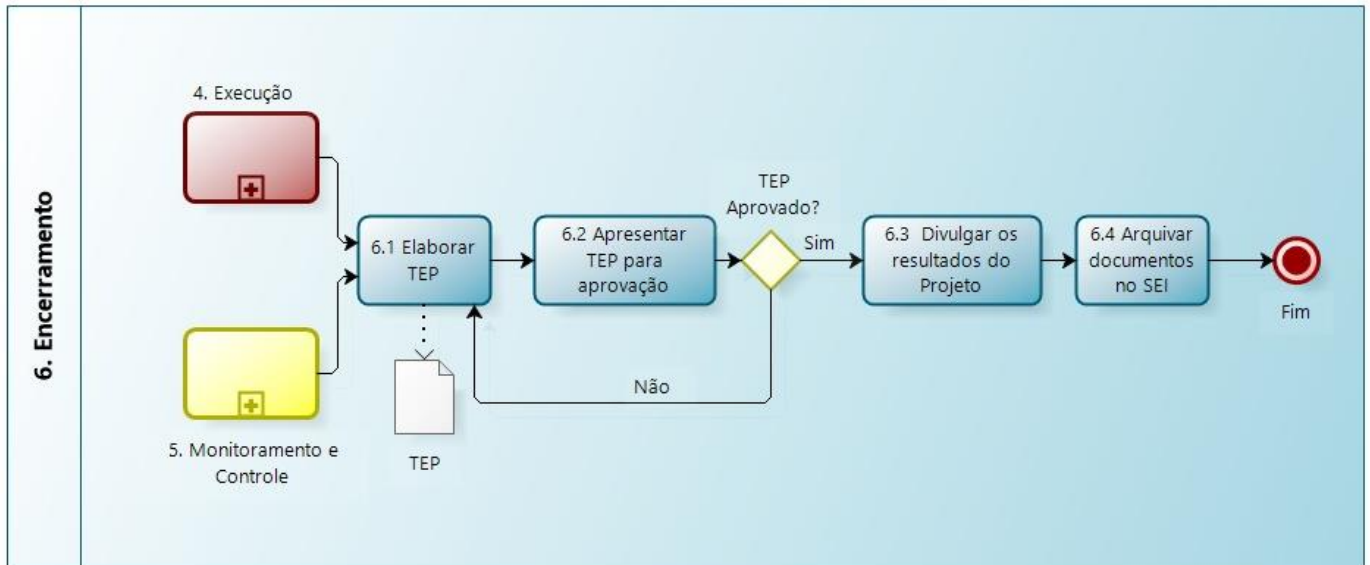 6. Encerramento
4. Execução
5. Monitoramento e
Controle
6.1 Elaborar
TEP
TEP
6.2 Apresentar
TEP para
aprovação
TEP
Aprovado?
Sim
Não
6.3 Divulgar os
resultados do
Projeto
6.4 Arquivar
documentos
no SEI
Fim